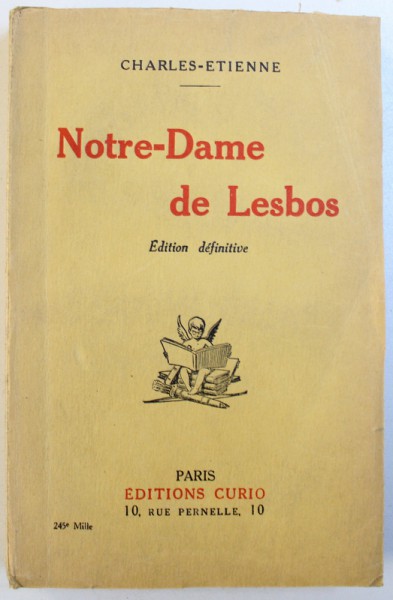 CHARLES-ETIENNE
Notre-Dame
de Lesbos
Édition définitive
PARIS
ÉDITIONS CURIO
10, RUE PERNELLE, 10
245e Mille